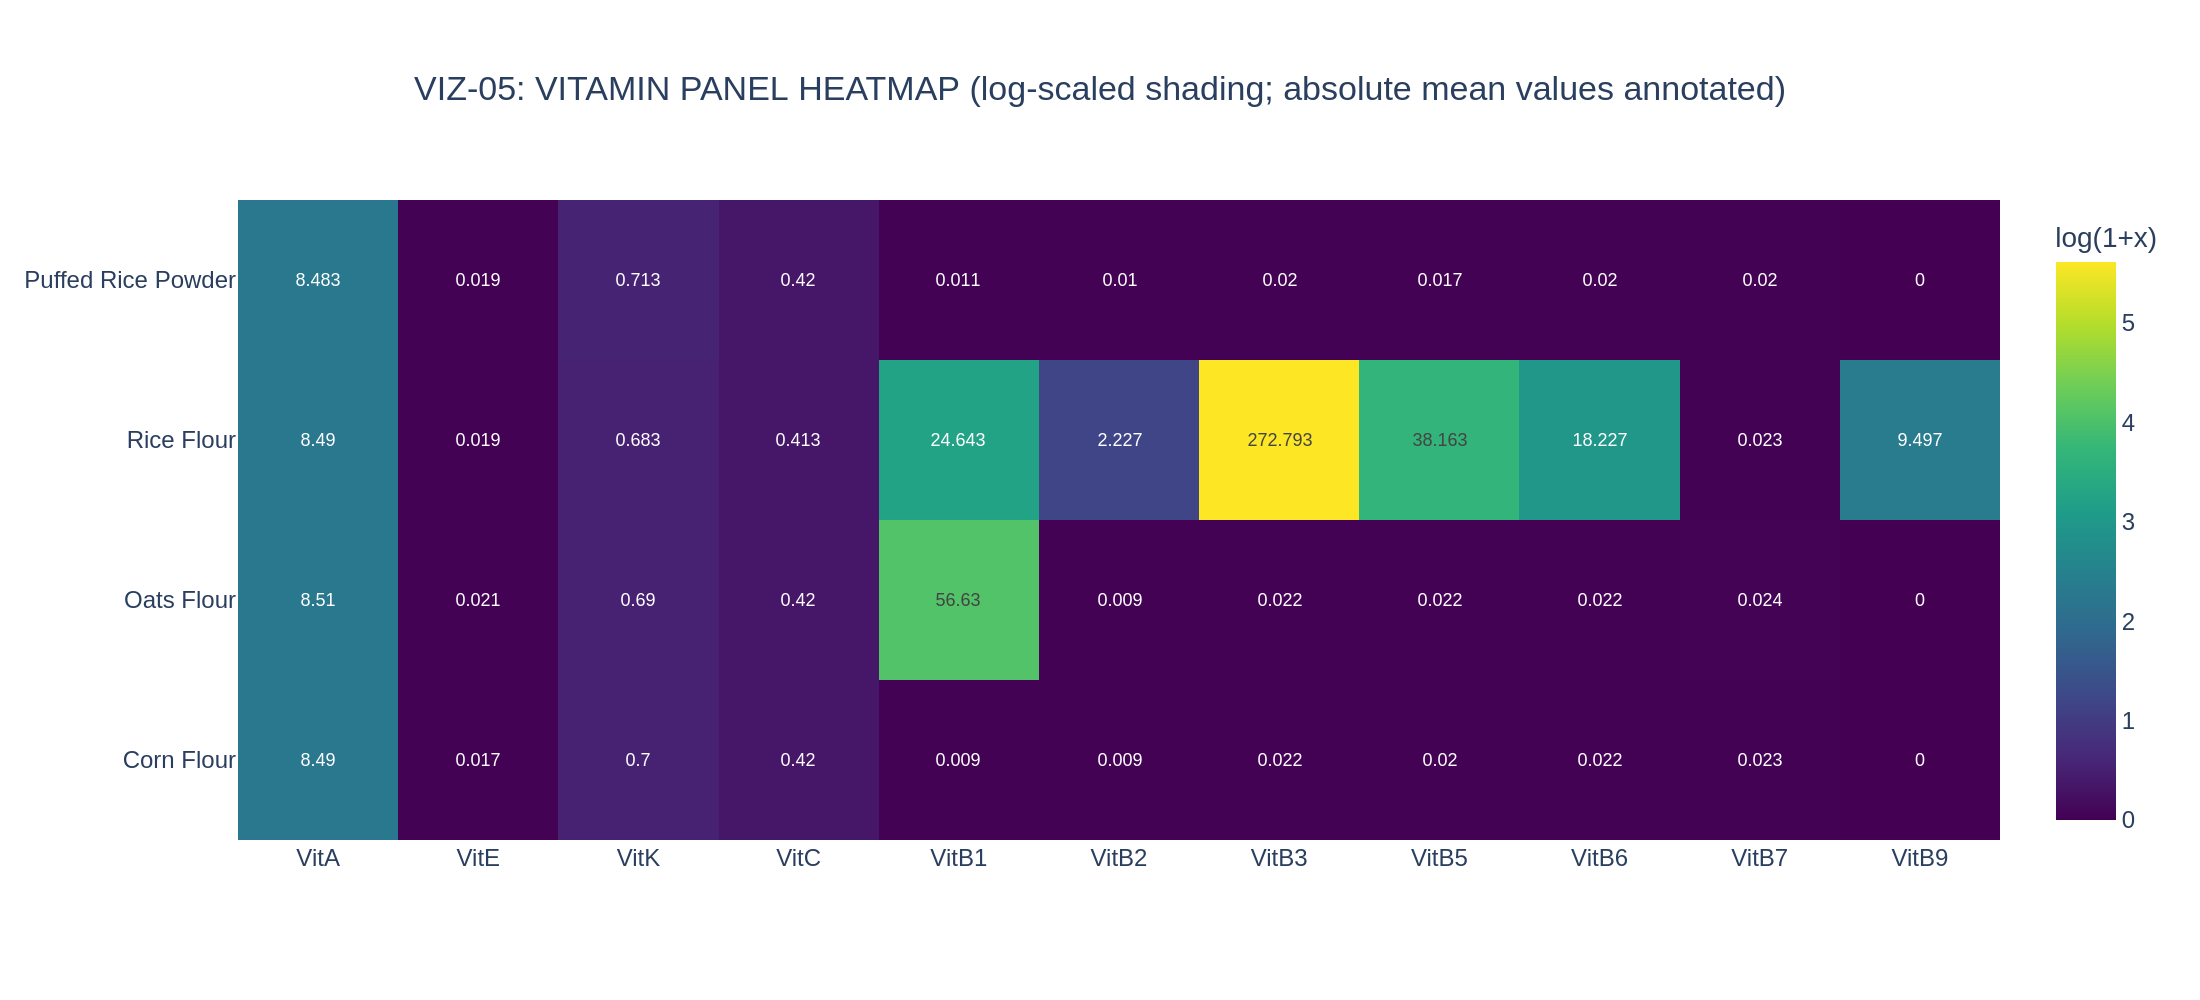 VIZ-05: VITAMIN PANEL HEATMAP (log-scaled shading; absolute mean values annotated)
log(1+x)
Puffed Rice Powder 8.483 0.019 0.713 0.42 0.011 0.01 0.02 0.017 0.02 0.02 0
Rice Flour 8.49 0.019 0.683 0.413 24.643 2.227 272.793 38.163 18.227 0.023 9.497
Oats Flour 8.51 0.021 0.69 0.42 56.63 0.009 0.022 0.022 0.022 0.024 0
Corn Flour 8.49 0.017 0.7 0.42 0.009 0.009 0.022 0.02 0.022 0.023 0
VitA VitE VitK VitC VitB1 VitB2 VitB3 VitB5 VitB6 VitB7 VitB9
5
4
3
2
1
0